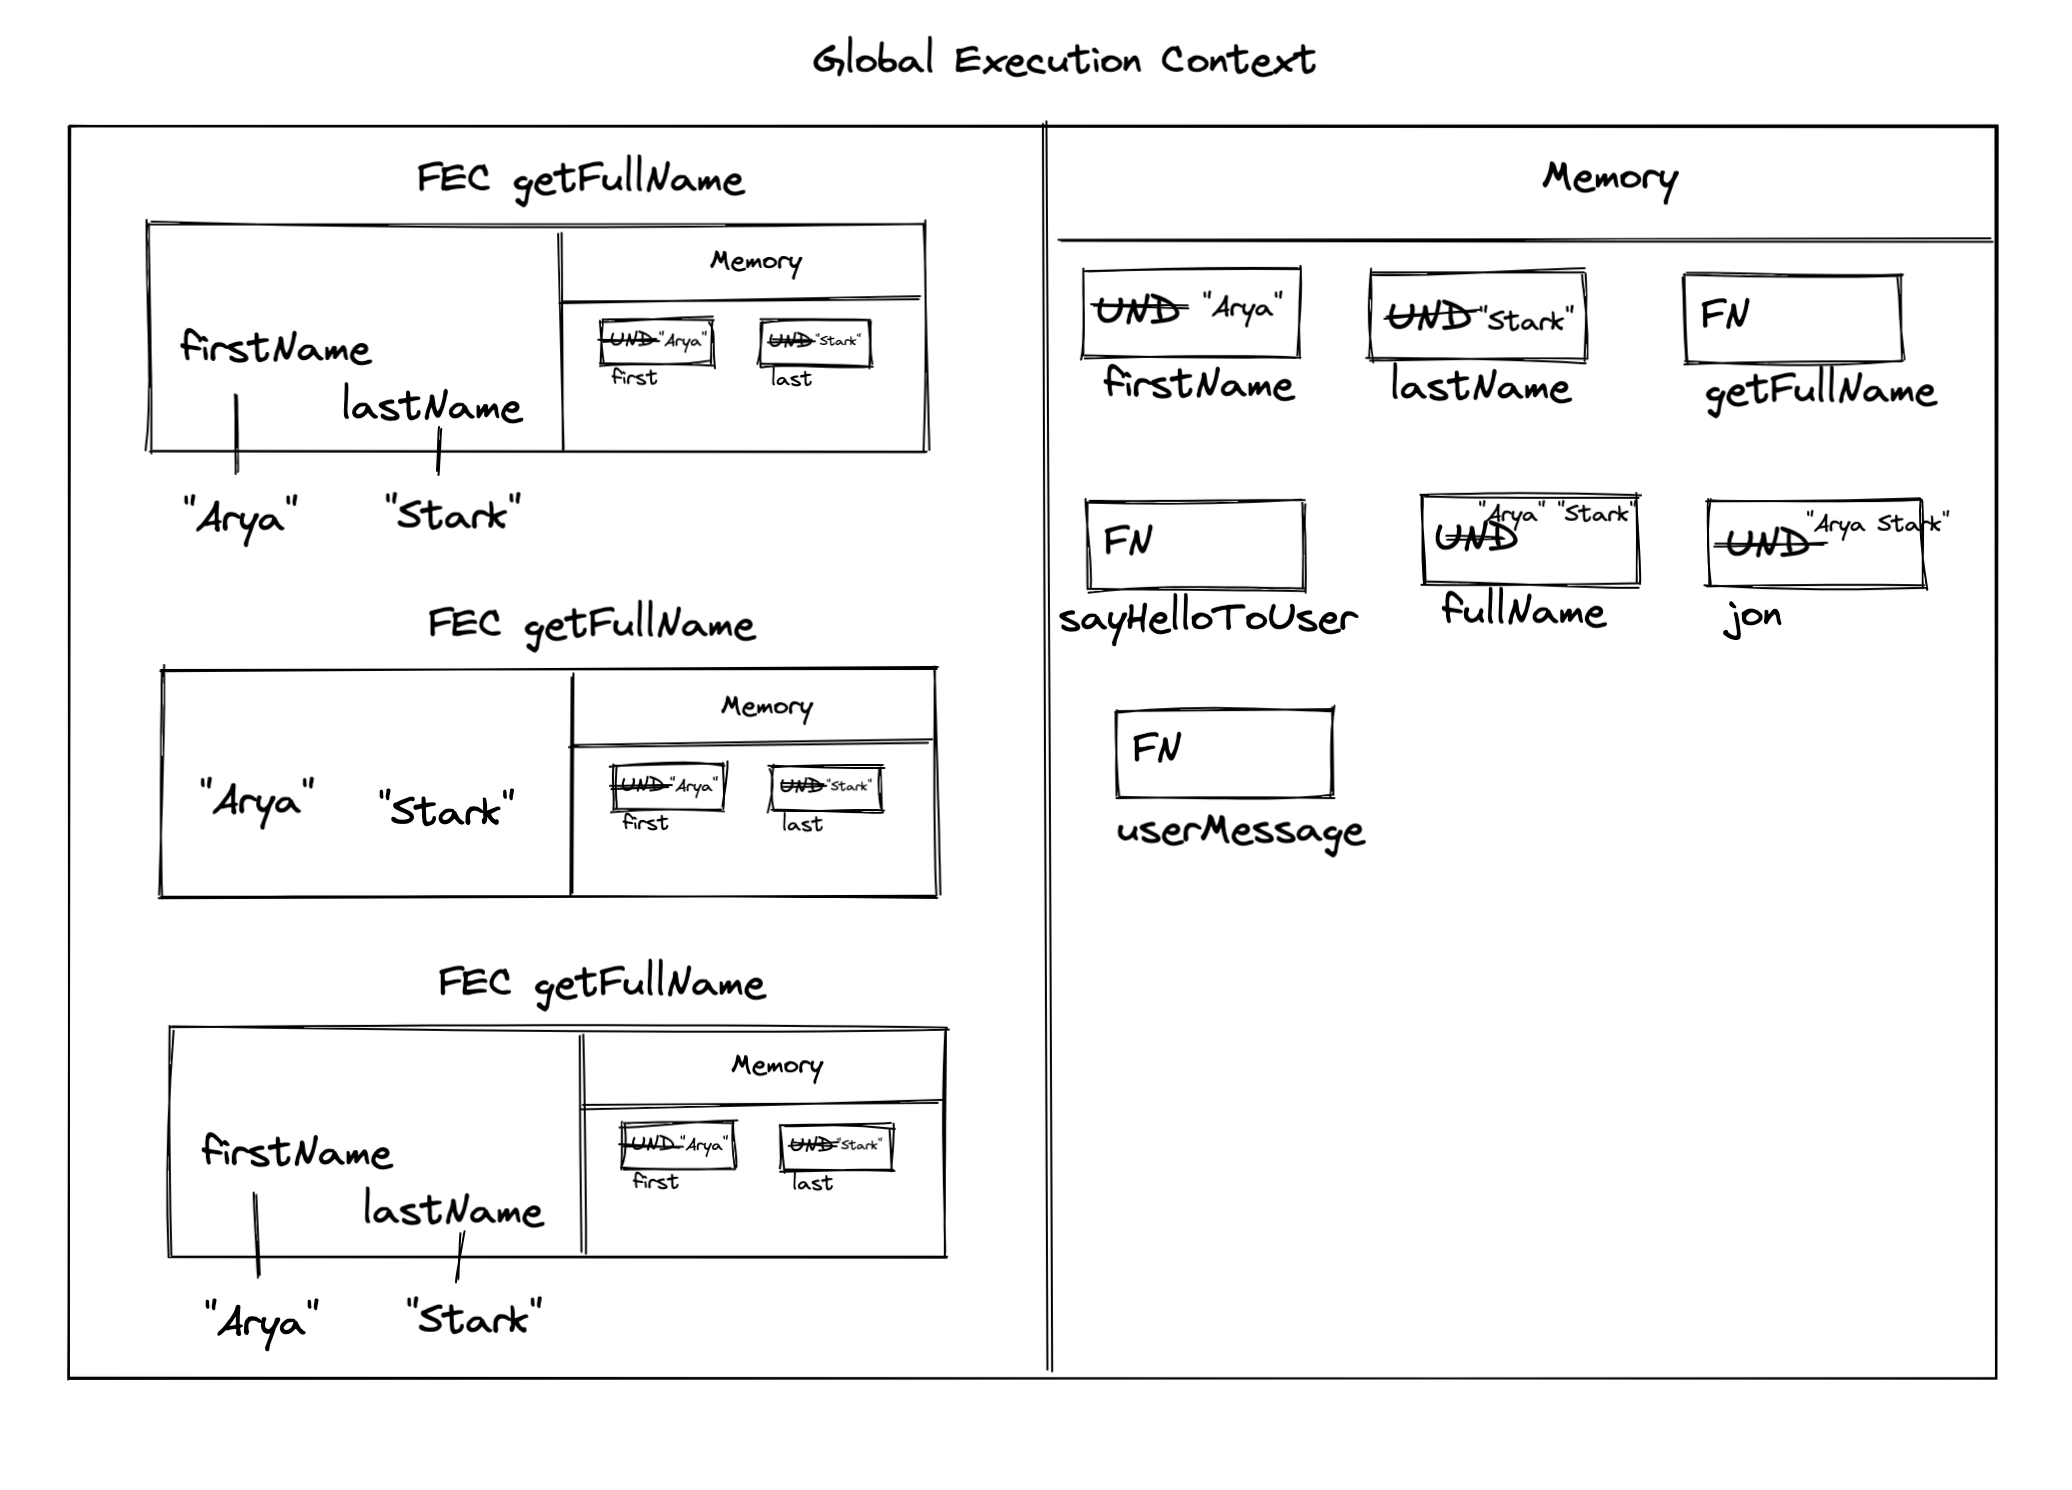 Global Execution Context
FEC getFullName
Memory
firstName
lastName
UND "Arya"
UND "Stark"
first
last
"Arya"
"Stark"
FEC getFullName
Memory
"Arya"
"Stark"
UND "Arya"
UND "Stark"
first
last
FEC getFullName
Memory
firstName
lastName
UND "Arya"
UND "Stark"
first
last
"Arya"
"Stark"
Memory
UND "Arya"
firstName
UND "Stark"
lastName
FN
getFullName
FN
sayHelloToUser
"Arya" "Stark"
UND
fullName
"Arya Stark"
UND
jon
FN
userMessage